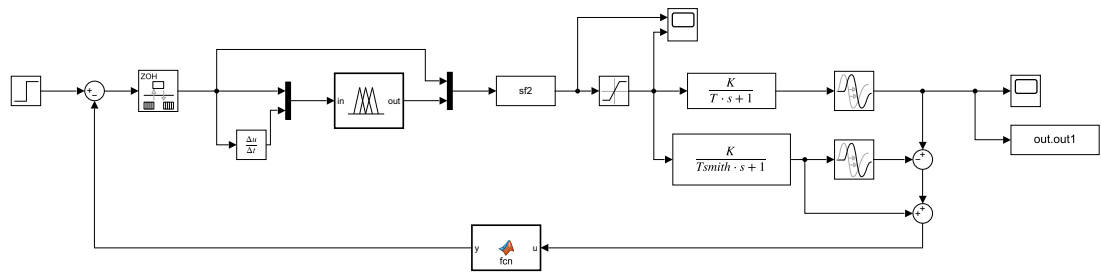 ZOH
in
out
sf2
K
T · s + 1
Δu
Δt
K
Tsmith · s + 1
out.out1
y
u
fcn